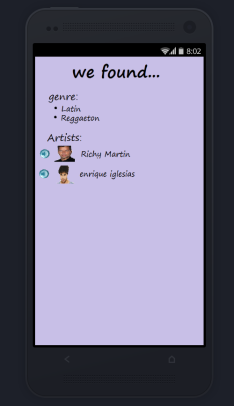 8:02
we found...
genre:
• Latin
• Reggaeton
Artists:
Richy Martin
enrique iglesias